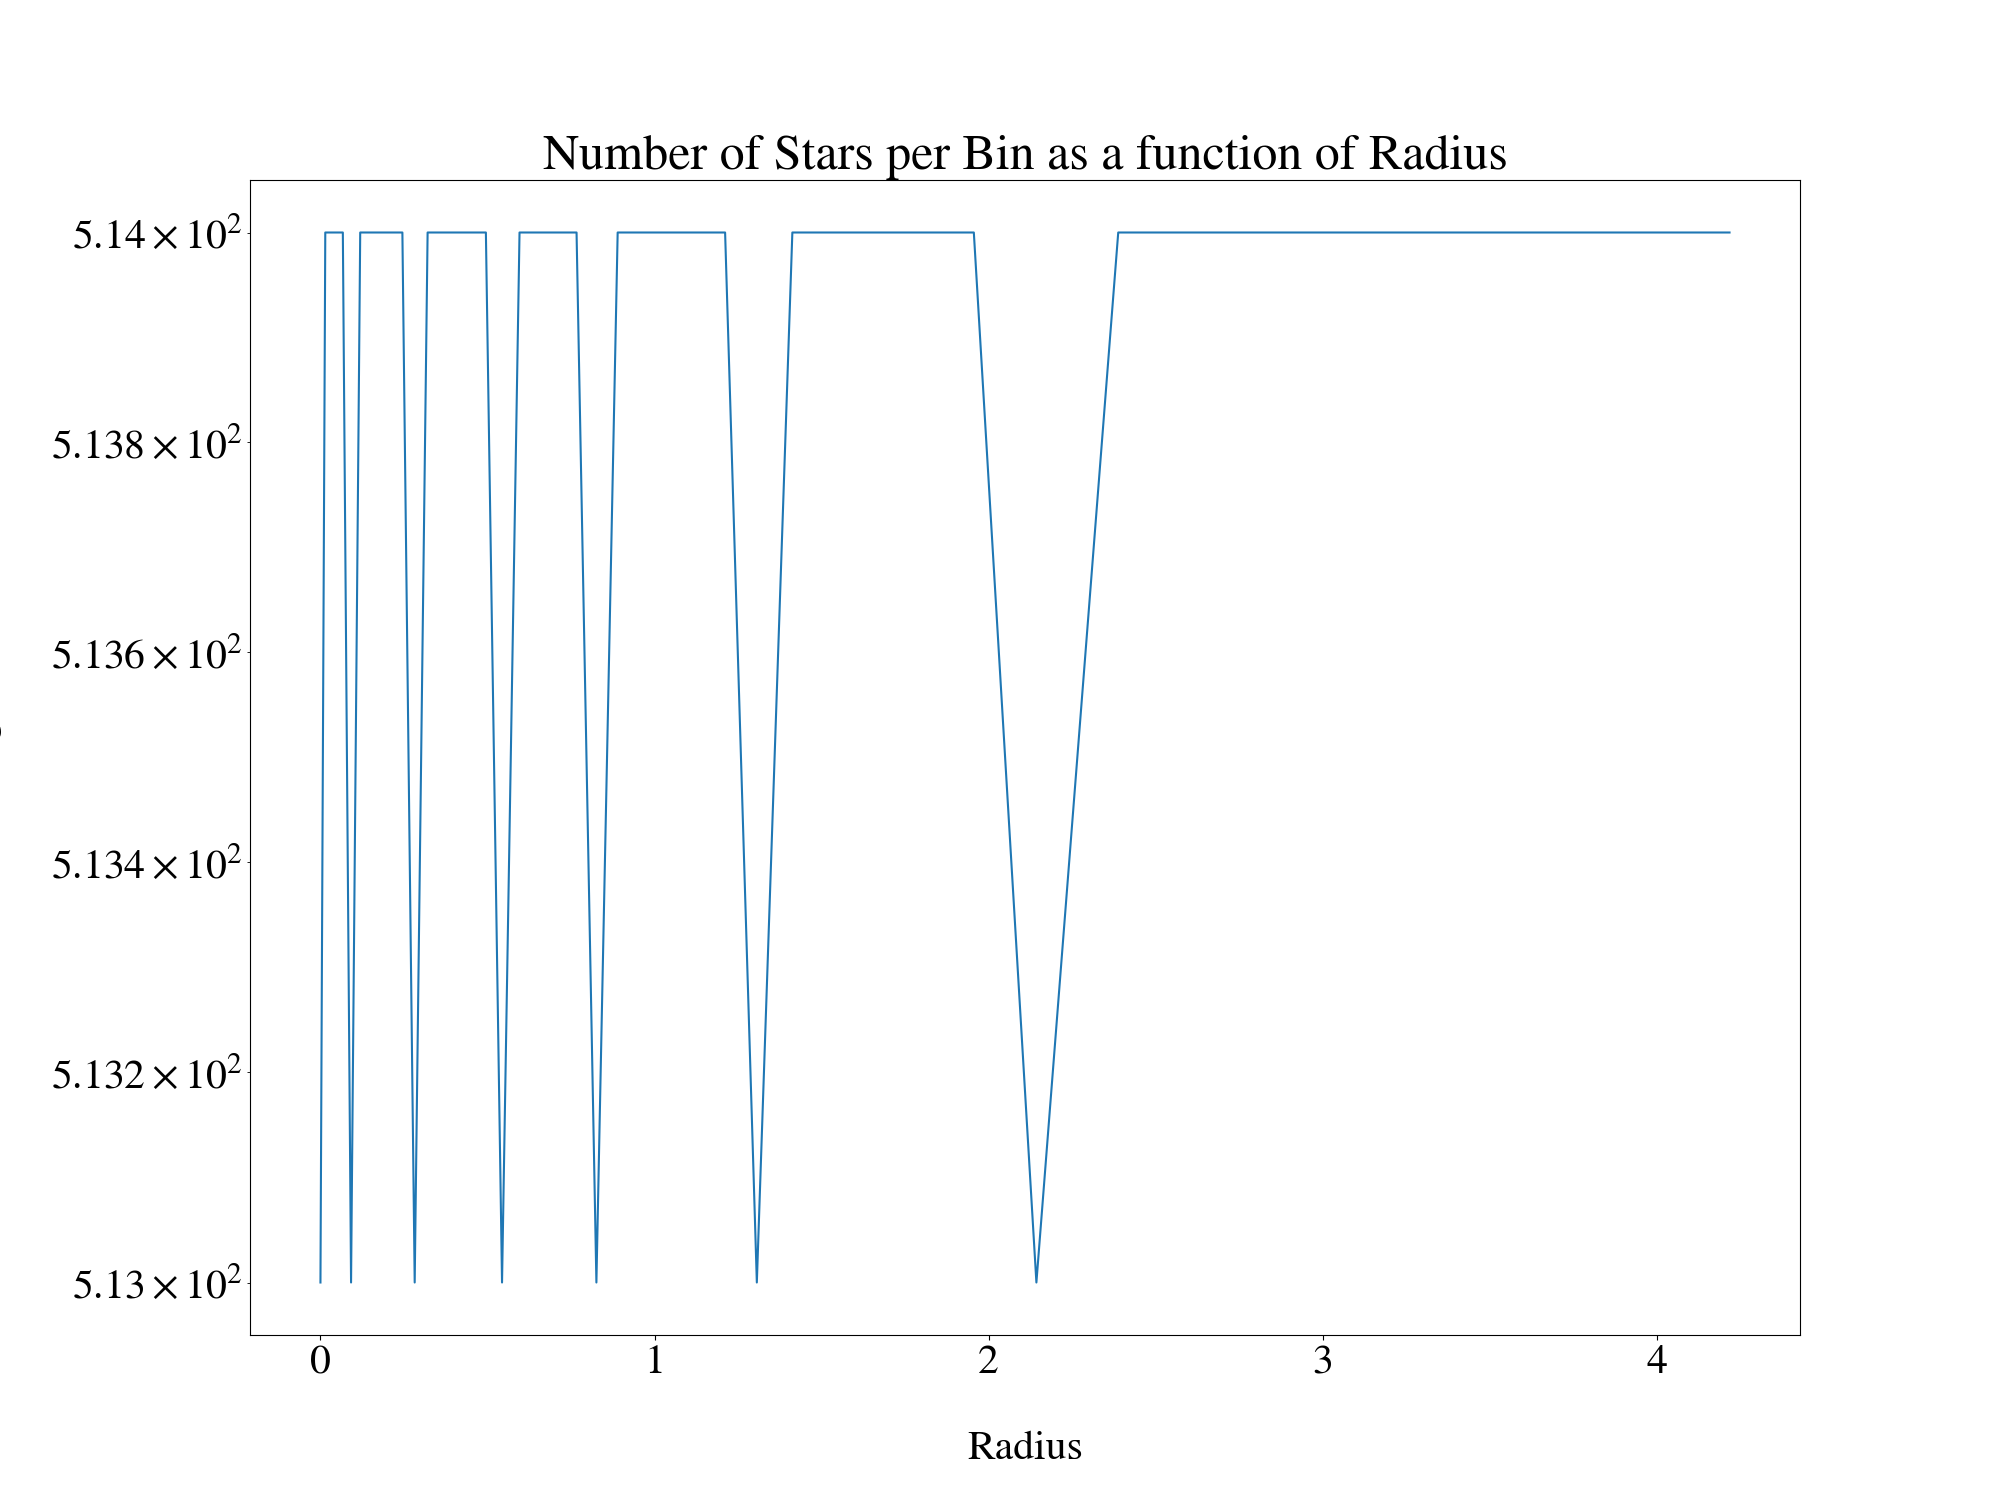 Number of Stars per Bin as a function of Radius
5.14×10²
5.138×10²
5.136×10²
5.134×10²
5.132×10²
5.13×10²
0 1 2 3 4
Radius